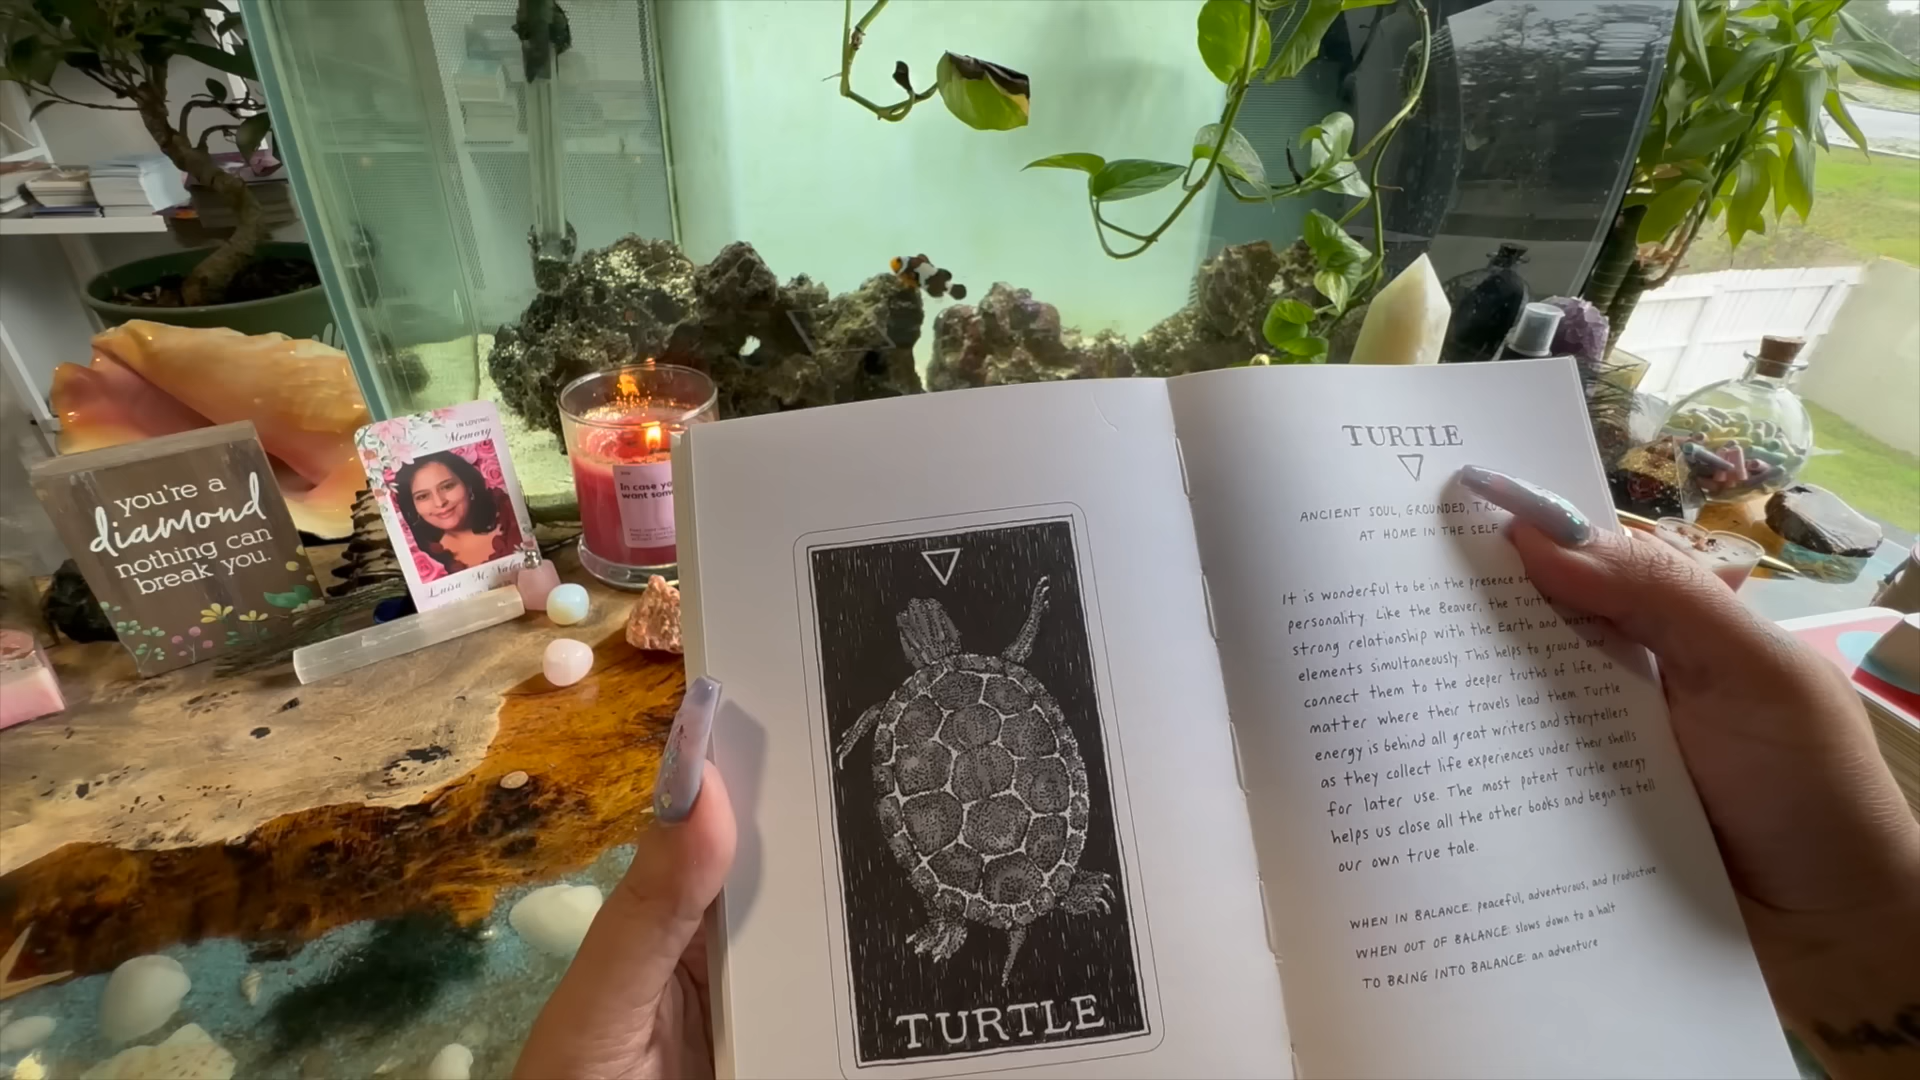 you're a
diamond
nothing can
break you.
IN LOVING
Memory
Luisa M.
In case yo
want som
TURTLE
TURTLE
ANCIENT SOUL, GROUNDED,
AT HOME IN THE SELF
It is wonderful to be in the presence of
personality. Like the Beaver, the Turtle
strong relationship with the Earth and Water
elements simultaneously. This helps to ground and
connect them to the deeper truths of life, no
matter where their travels lead them. Turtle
energy is behind all great writers and storytellers
as they collect life experiences under their shells
for later use. The most potent Turtle energy
helps us close all the other books and begin to tell
our own true tale.
WHEN IN BALANCE: peaceful, adventurous, and productive
WHEN OUT OF BALANCE: slows down to a halt
TO BRING INTO BALANCE: an adventure